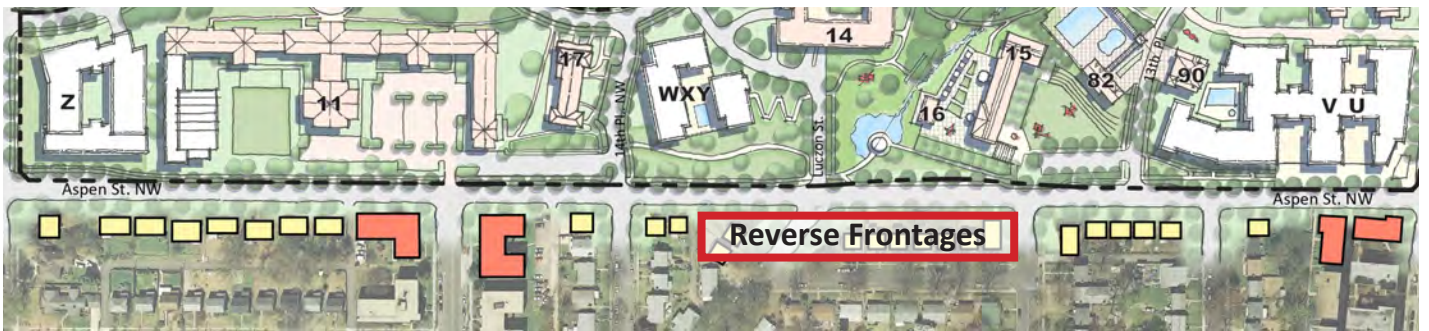 14
15
17
82
90
Z
11
WXY
16
V U
14th Pl. NW
Luczon St.
13th Pl.
Aspen St. NW
Aspen St. NW
Reverse Frontages